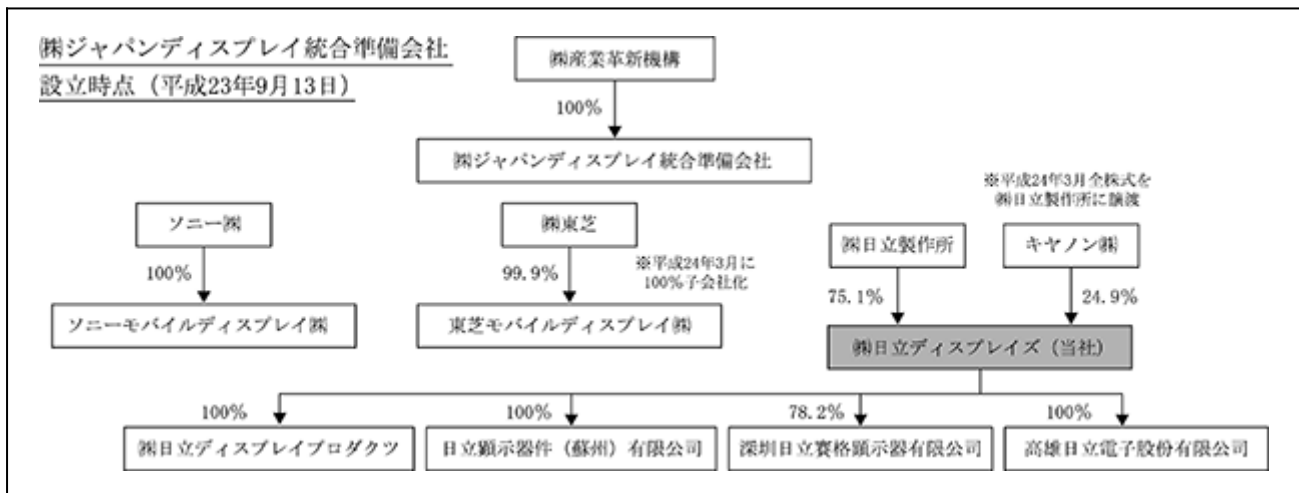 ㈱ジャパンディスプレイ統合準備会社
設立時点（平成23年9月13日）
㈱産業革新機構
100%
㈱ジャパンディスプレイ統合準備会社
※平成24年3月全株式を
㈱日立製作所に譲渡
ソニー㈱
㈱東芝
㈱日立製作所
キヤノン㈱
100%
99.9%
※平成24年3月に
100%子会社化
75.1%
24.9%
ソニーモバイルディスプレイ㈱
東芝モバイルディスプレイ㈱
㈱日立ディスプレイズ（当社）
100%
100%
78.2%
100%
㈱日立ディスプレイプロダクツ
日立顕示器件（蘇州）有限公司
深圳日立賽格顕示器有限公司
高雄日立電子股份有限公司